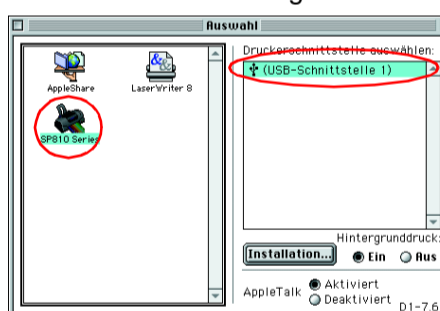 Auswahl
AppleShare
LaserWriter 8
SP810 Series
Druckerschnittstelle auswählen:
(USB-Schnittstelle 1)
Hintergrunddruck:
Installation...
Ein
Aus
AppleTalk
Aktiviert
Deaktiviert
D1-7.6